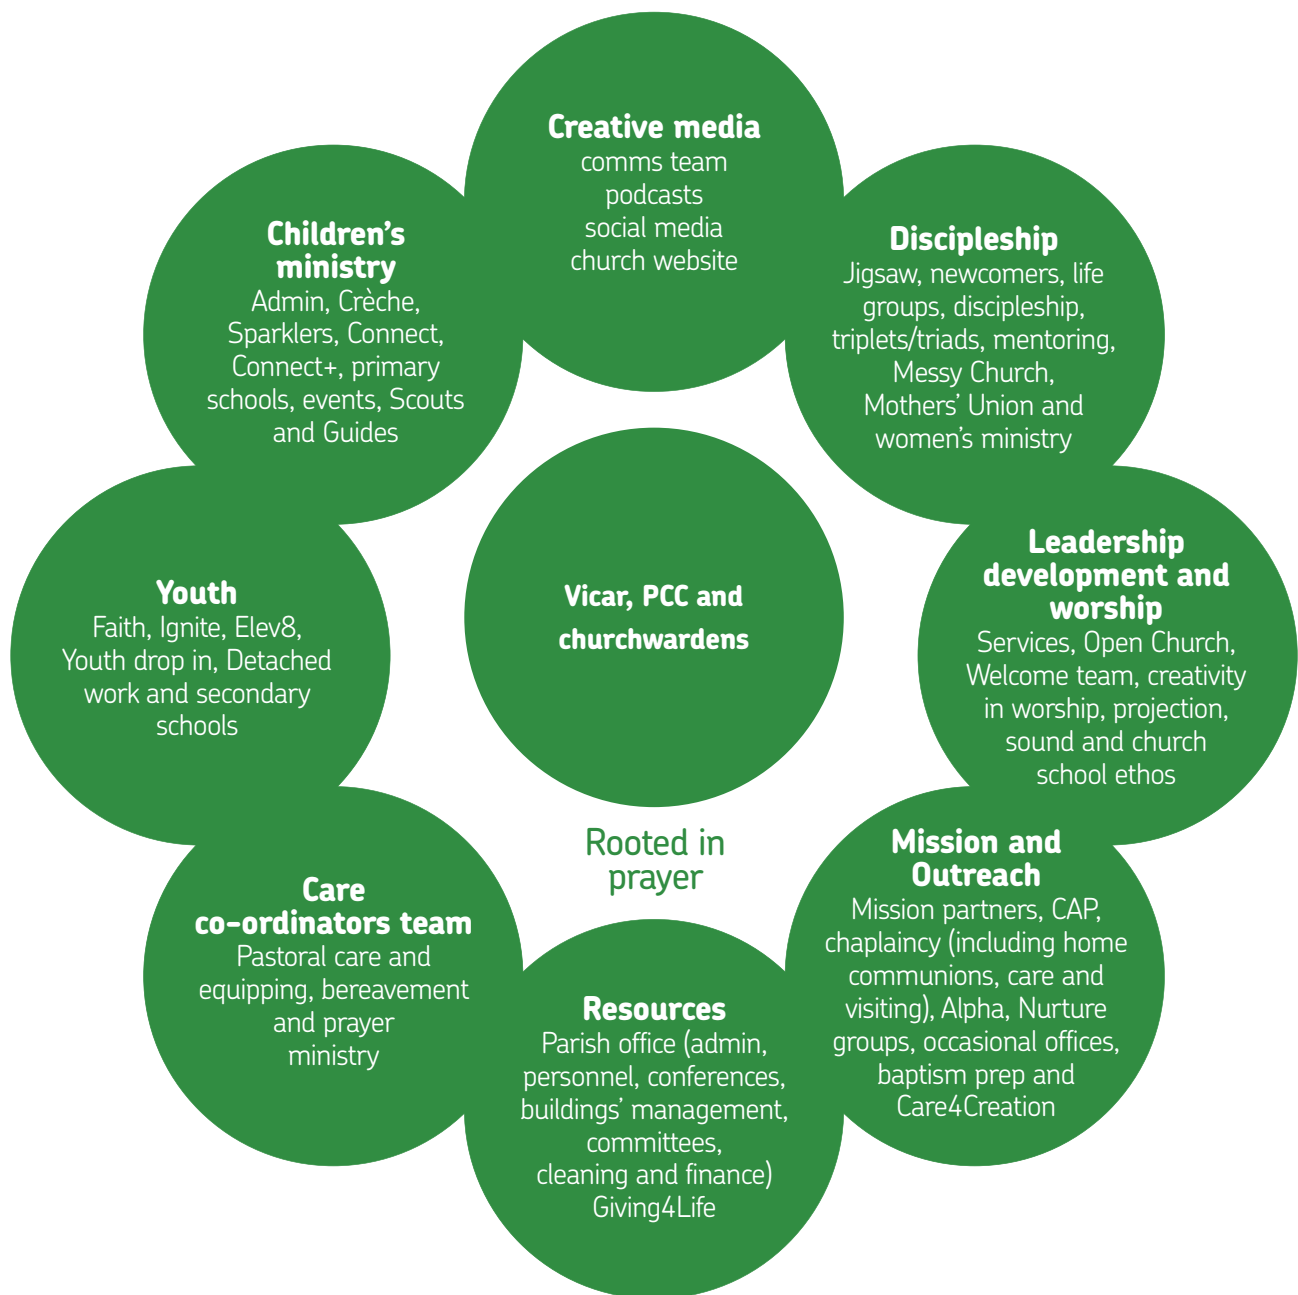 Creative media
comms team
podcasts
social media
church website
Discipleship
Jigsaw, newcomers, life
groups, discipleship,
triplets/triads, mentoring,
Messy Church,
Mothers’ Union and
women’s ministry
Leadership
development and
worship
Services, Open Church,
Welcome team, creativity
in worship, projection,
sound and church
school ethos
Mission and
Outreach
Mission partners, CAP,
chaplaincy (including home
communions, care and
visiting), Alpha, Nurture
groups, occasional offices,
baptism prep and
Care4Creation
Resources
Parish office (admin,
personnel, conferences,
buildings’ management,
committees,
cleaning and finance)
Giving4Life
Care
co-ordinators team
Pastoral care and
equipping, bereavement
and prayer
ministry
Youth
Faith, Ignite, Elev8,
Youth drop in, Detached
work and secondary
schools
Children’s
ministry
Admin, Crèche,
Sparklers, Connect,
Connect+, primary
schools, events, Scouts
and Guides
Vicar, PCC and
churchwardens
Rooted in
prayer